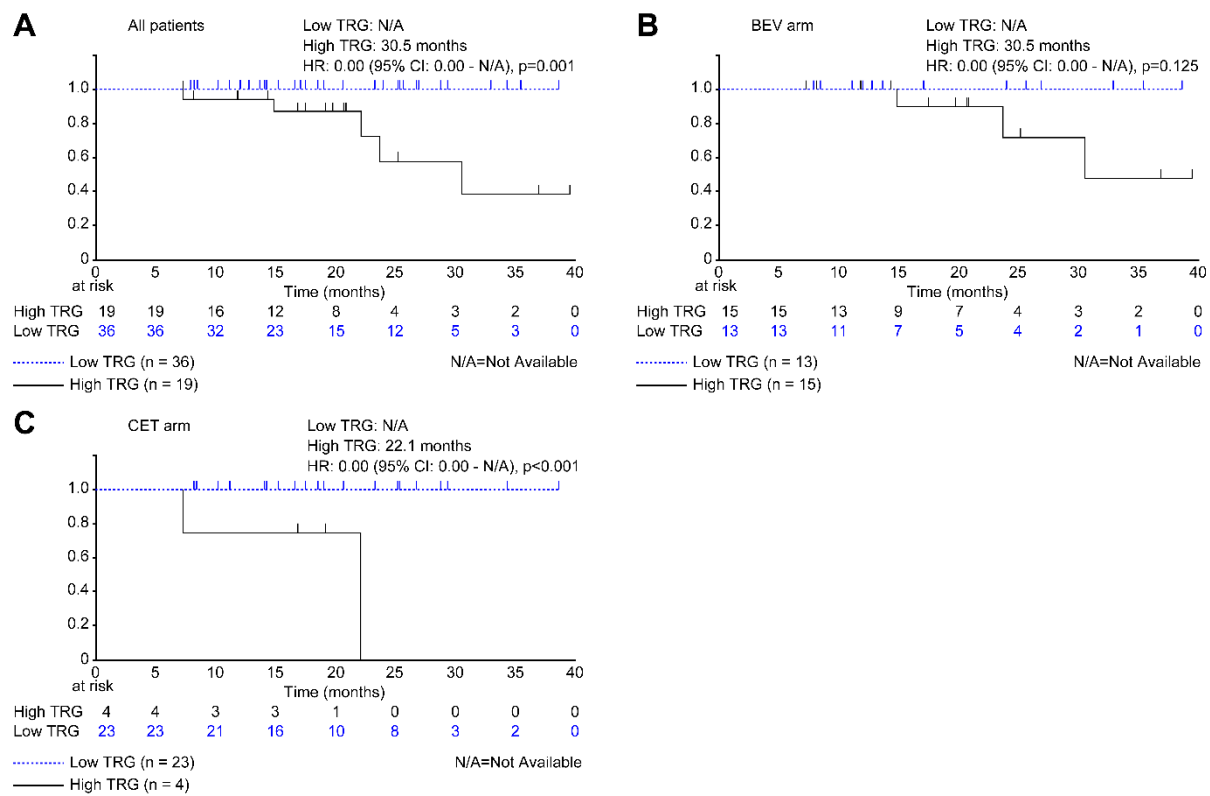 A
All patients
Low TRG: N/A
High TRG: 30.5 months
HR: 0.00 (95% CI: 0.00 - N/A), p=0.001
1.0
0.8
0.6
0.4
0.2
0
0 5 10 15 20 25 30 35 40
at risk
Time (months)
High TRG 19 19 16 12 8 4 3 2 0
Low TRG 36 36 32 23 15 12 5 3 0
Low TRG (n = 36)
N/A=Not Available
High TRG (n = 19)
B
BEV arm
Low TRG: N/A
High TRG: 30.5 months
HR: 0.00 (95% CI: 0.00 - N/A), p=0.125
1.0
0.8
0.6
0.4
0.2
0
0 5 10 15 20 25 30 35 40
at risk
Time (months)
High TRG 15 15 13 9 7 4 3 2 0
Low TRG 13 13 11 7 5 4 2 1 0
Low TRG (n = 13)
N/A=Not Available
High TRG (n = 15)
C
CET arm
Low TRG: N/A
High TRG: 22.1 months
HR: 0.00 (95% CI: 0.00 - N/A), p<0.001
1.0
0.8
0.6
0.4
0.2
0
0 5 10 15 20 25 30 35 40
at risk
Time (months)
High TRG 4 4 3 3 1 0 0 0 0
Low TRG 23 23 21 16 10 8 3 2 0
Low TRG (n = 23)
N/A=Not Available
High TRG (n = 4)